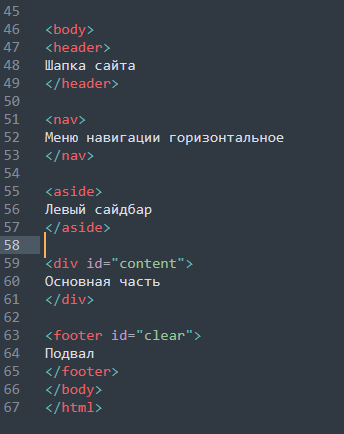 45
46 <body>
47 <header>
48 Шапка сайта
49 </header>
50
51 <nav>
52 Меню навигации горизонтальное
53 </nav>
54
55 <aside>
56 Левый сайдбар
57 </aside>
58
59 <div id="content">
60 Основная часть
61 </div>
62
63 <footer id="clear">
64 Подвал
65 </footer>
66 </body>
67 </html>